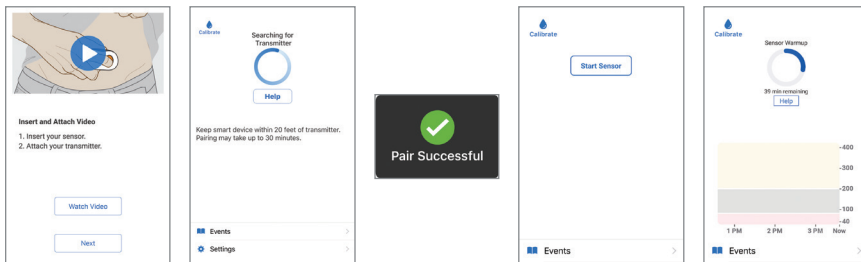 Insert and Attach Video
1. Insert your sensor.
2. Attach your transmitter.
Watch Video
Next
Calibrate
Searching for
Transmitter
Help
Keep smart device within 20 feet of transmitter.
Pairing may take up to 30 minutes.
Events
Settings
Pair Successful
Calibrate
Start Sensor
Events
Calibrate
Sensor Warmup
39 min remaining
Help
-400
-300
-200
-100
-40
1 PM 2 PM 3 PM Now
Events